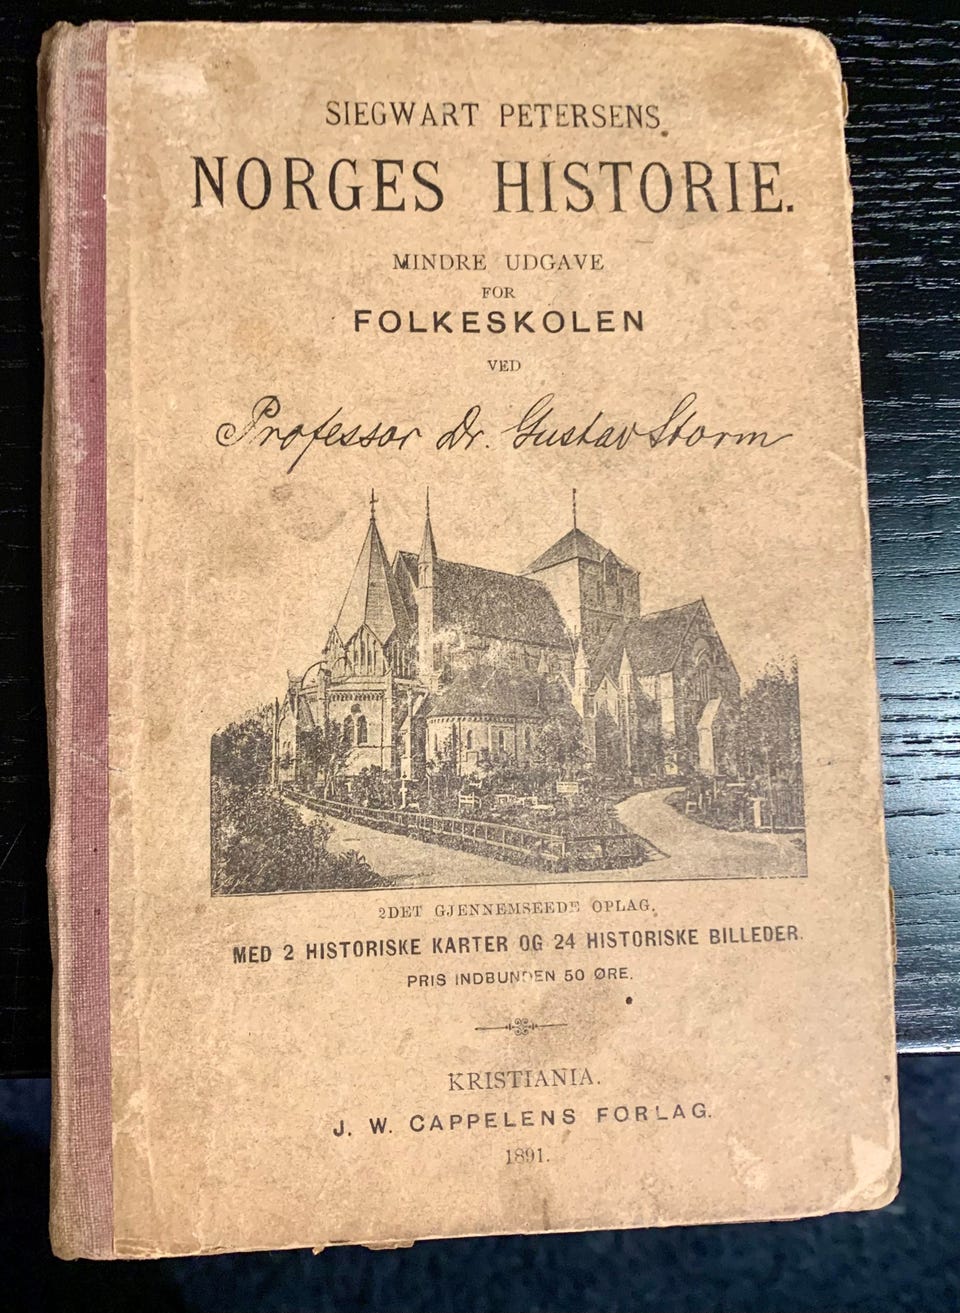 SIEGWART PETERSENS
NORGES HISTORIE.
MINDRE UDGAVE
FOR
FOLKESKOLEN
VED
Professor Dr. Gustav Storm
2DET GJENNEMSEEDE OPLAG.
MED 2 HISTORISKE KARTER OG 24 HISTORISKE BILLEDER.
PRIS INDBUNDEN 50 ØRE.
KRISTIANIA.
J. W. CAPPELENS FORLAG.
1891.